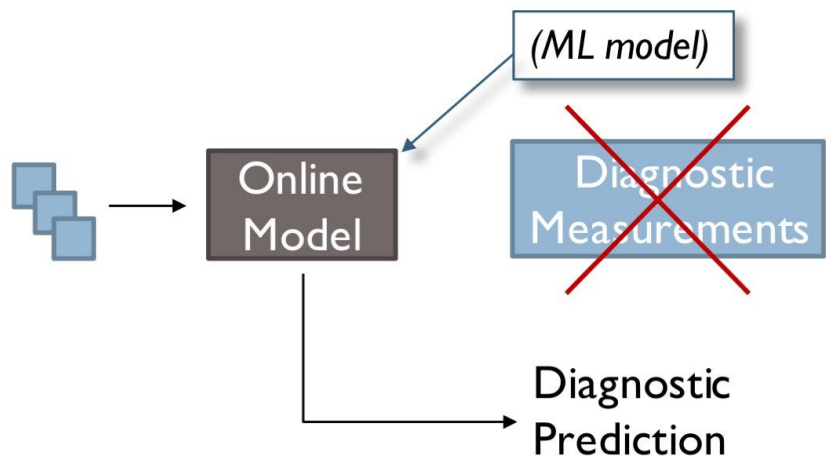 (ML model)
Online
Model
Diagnostic
Measurements
Diagnostic
Prediction